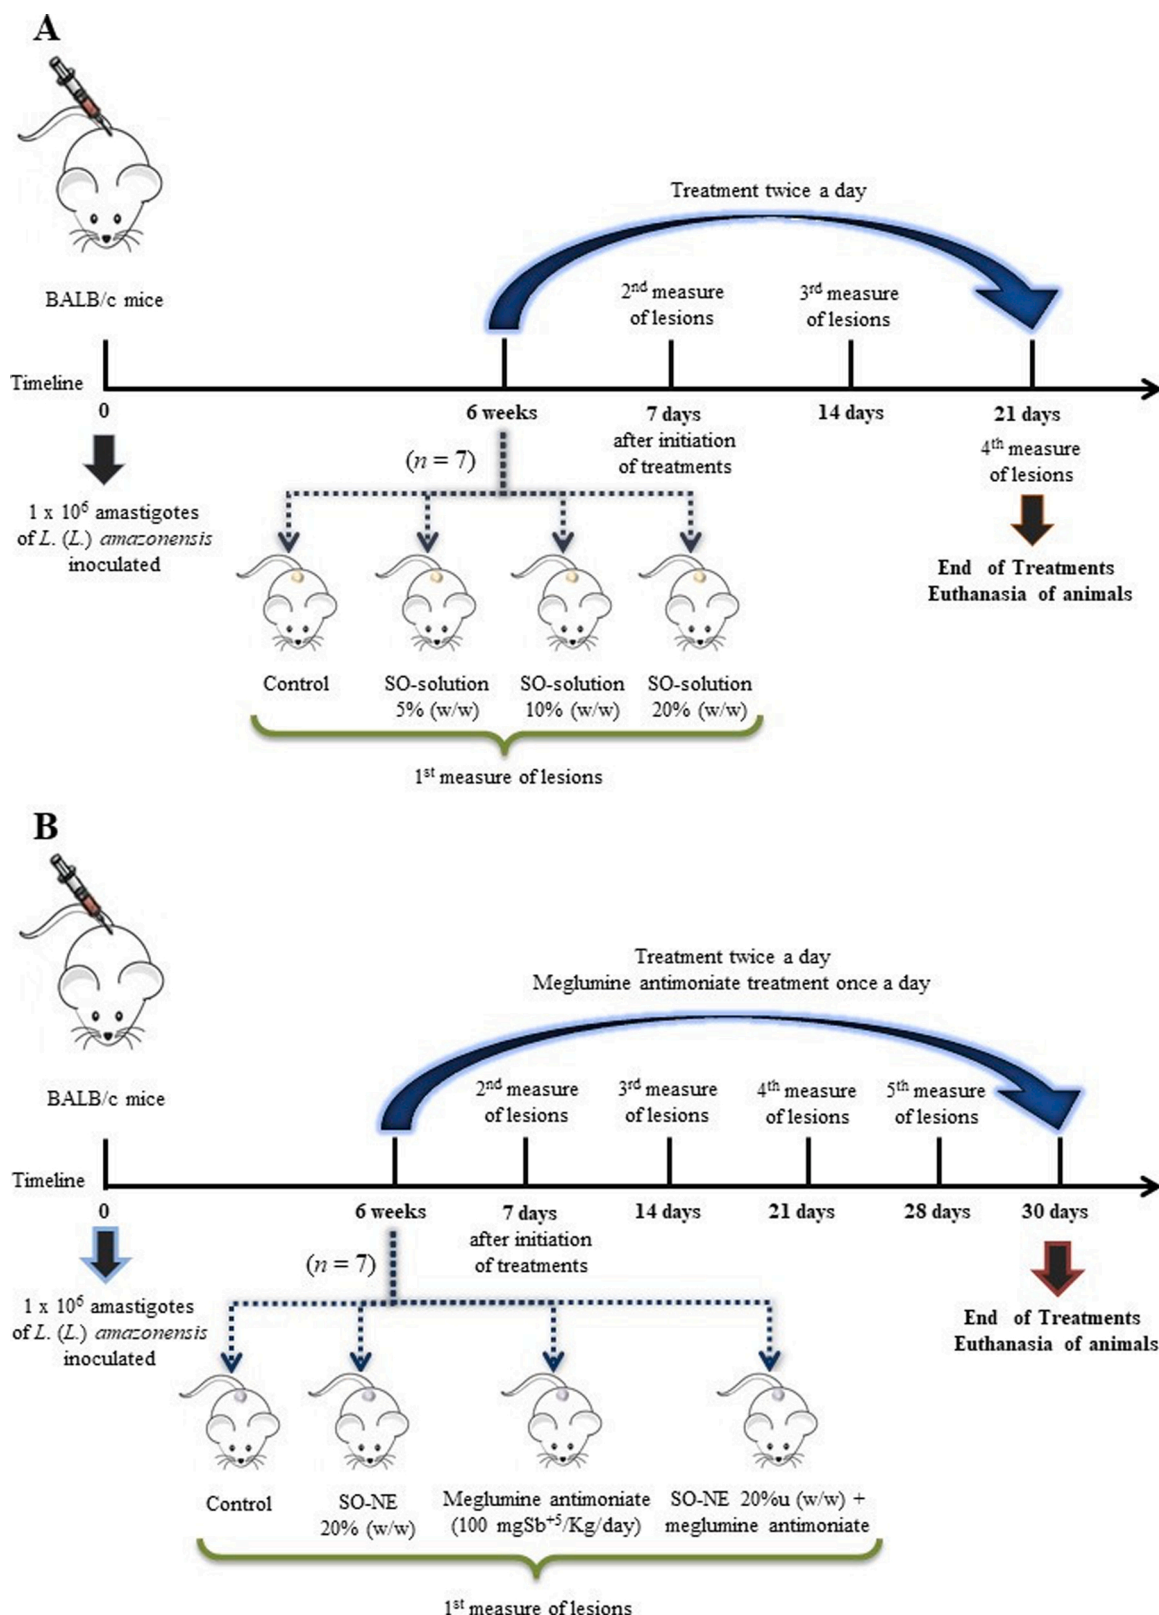 A
Treatment twice a day
BALB/c mice
2nd measure
of lesions
3rd measure
of lesions
Timeline
0
6 weeks
7 days
after initiation
of treatments
14 days
21 days
4th measure
of lesions
(n = 7)
1 x 10⁶ amastigotes
of L. (L.) amazonensis
inoculated
End of Treatments
Euthanasia of animals
Control
SO-solution
5% (w/w)
SO-solution
10% (w/w)
SO-solution
20% (w/w)
1st measure of lesions
B
Treatment twice a day
Meglumine antimoniate treatment once a day
BALB/c mice
2nd measure
of lesions
3rd measure
of lesions
4th measure
of lesions
5th measure
of lesions
Timeline
0
6 weeks
7 days
after initiation
of treatments
14 days
21 days
28 days
30 days
(n = 7)
1 x 10⁶ amastigotes
of L. (L.) amazonensis
inoculated
End of Treatments
Euthanasia of animals
Control
SO-NE
20% (w/w)
Meglumine antimoniate
(100 mgSb⁺⁵/Kg/day)
SO-NE 20%u (w/w) +
meglumine antimoniate
1st measure of lesions